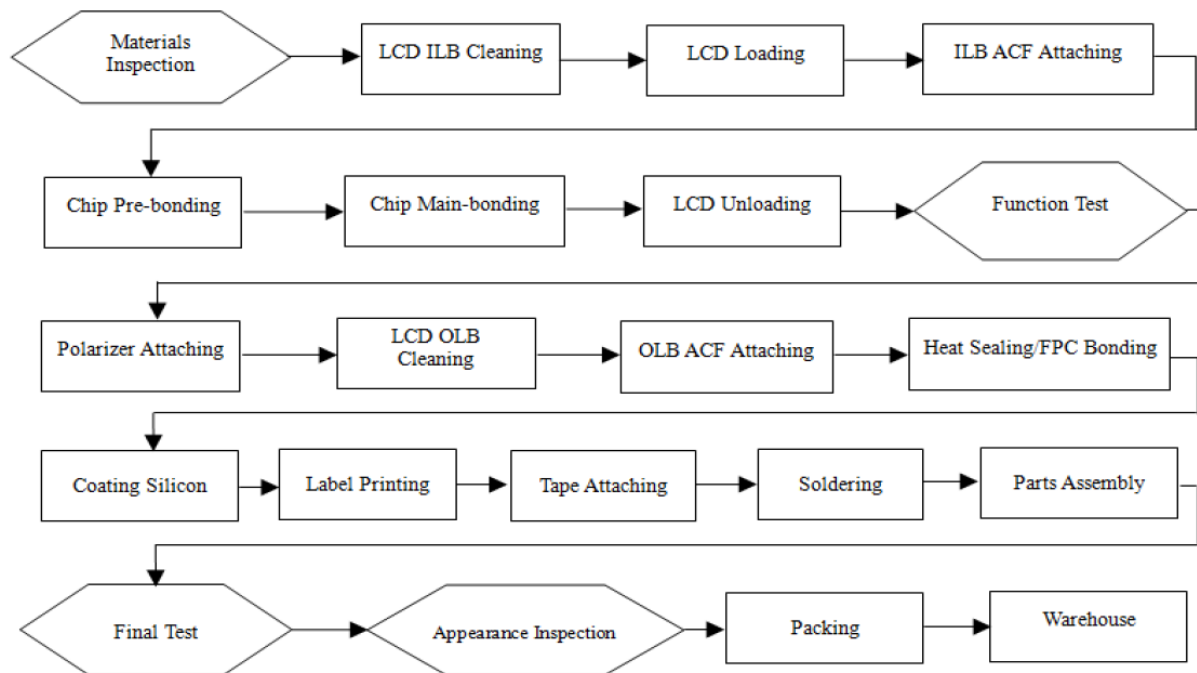 Materials
Inspection
LCD ILB Cleaning
LCD Loading
ILB ACF Attaching
Chip Pre-bonding
Chip Main-bonding
LCD Unloading
Function Test
Polarizer Attaching
LCD OLB
Cleaning
OLB ACF Attaching
Heat Sealing/FPC Bonding
Coating Silicon
Label Printing
Tape Attaching
Soldering
Parts Assembly
Final Test
Appearance Inspection
Packing
Warehouse